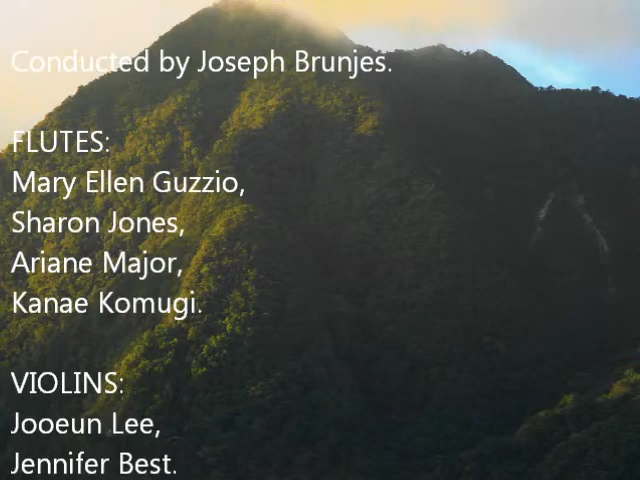 Conducted by Joseph Brunjes.
FLUTES:
Mary Ellen Guzzio,
Sharon Jones,
Ariane Major,
Kanae Komugi.
VIOLINS:
Jooeun Lee,
Jennifer Best.